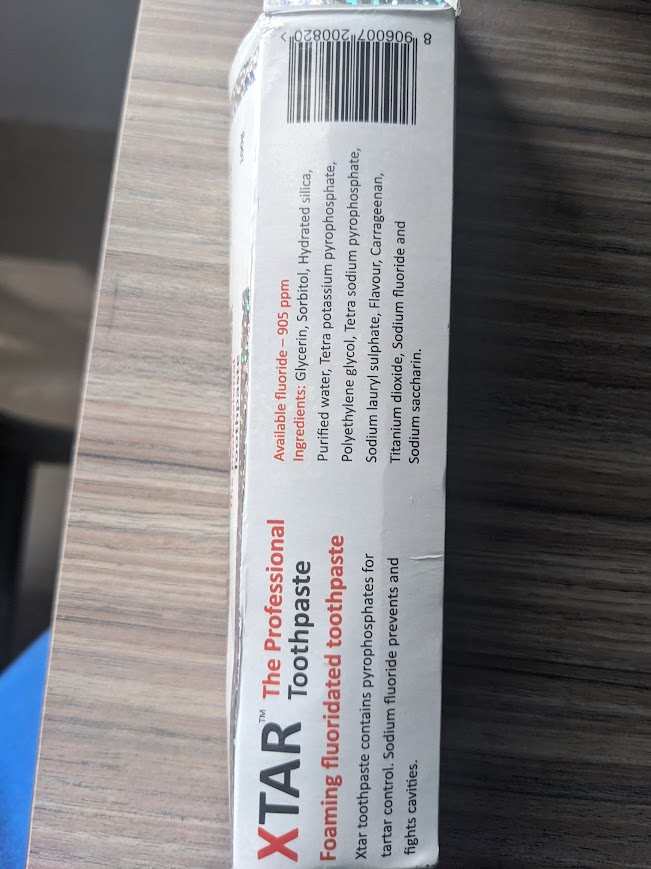 XTAR™ The Professional
Toothpaste
Foaming fluoridated toothpaste
Xtar toothpaste contains pyrophosphates for
tartar control. Sodium fluoride prevents and
fights cavities.
Available fluoride – 905 ppm
Ingredients: Glycerin, Sorbitol, Hydrated silica,
Purified water, Tetra potassium pyrophosphate,
Polyethylene glycol, Tetra sodium pyrophosphate,
Sodium lauryl sulphate, Flavour, Carrageenan,
Titanium dioxide, Sodium fluoride and
Sodium saccharin.
8 906007 200820 >